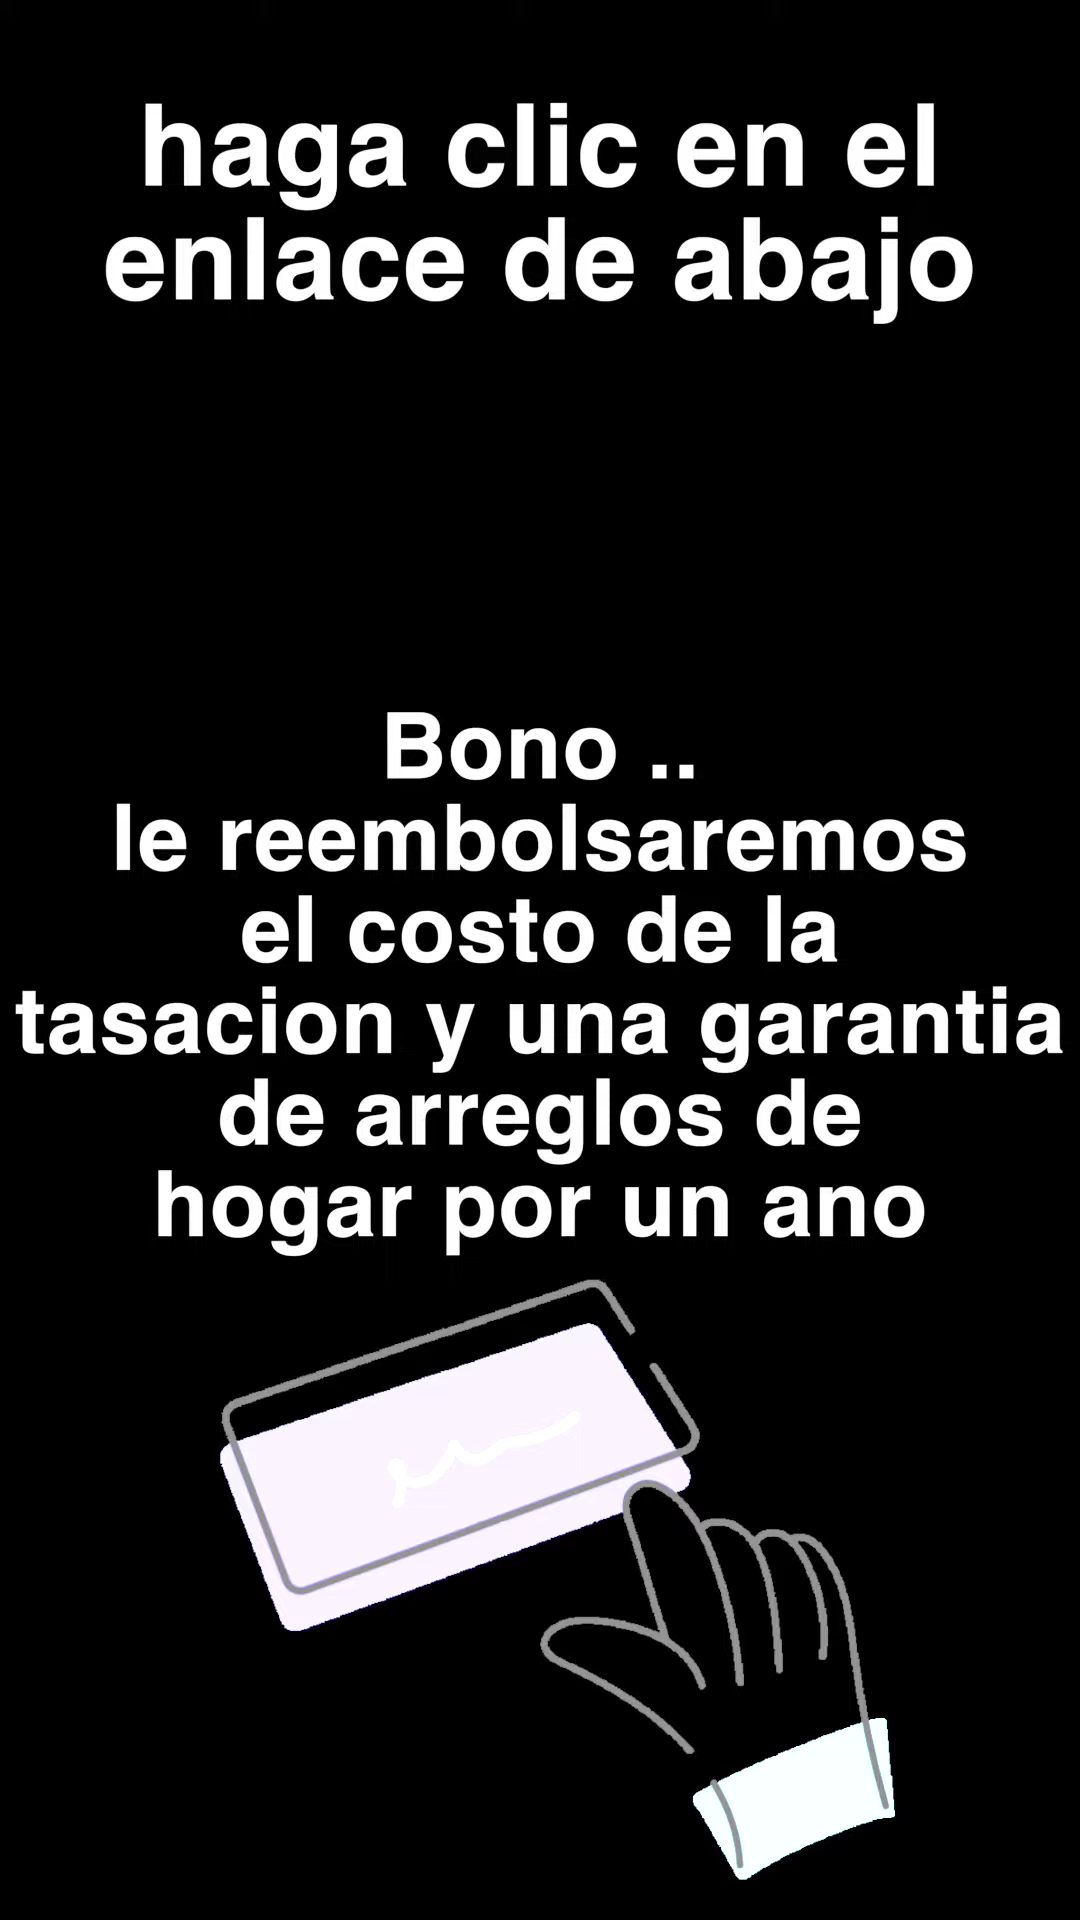 haga clic en el
enlace de abajo
Bono ..
le reembolsaremos
el costo de la
tasacion y una garantia
de arreglos de
hogar por un ano